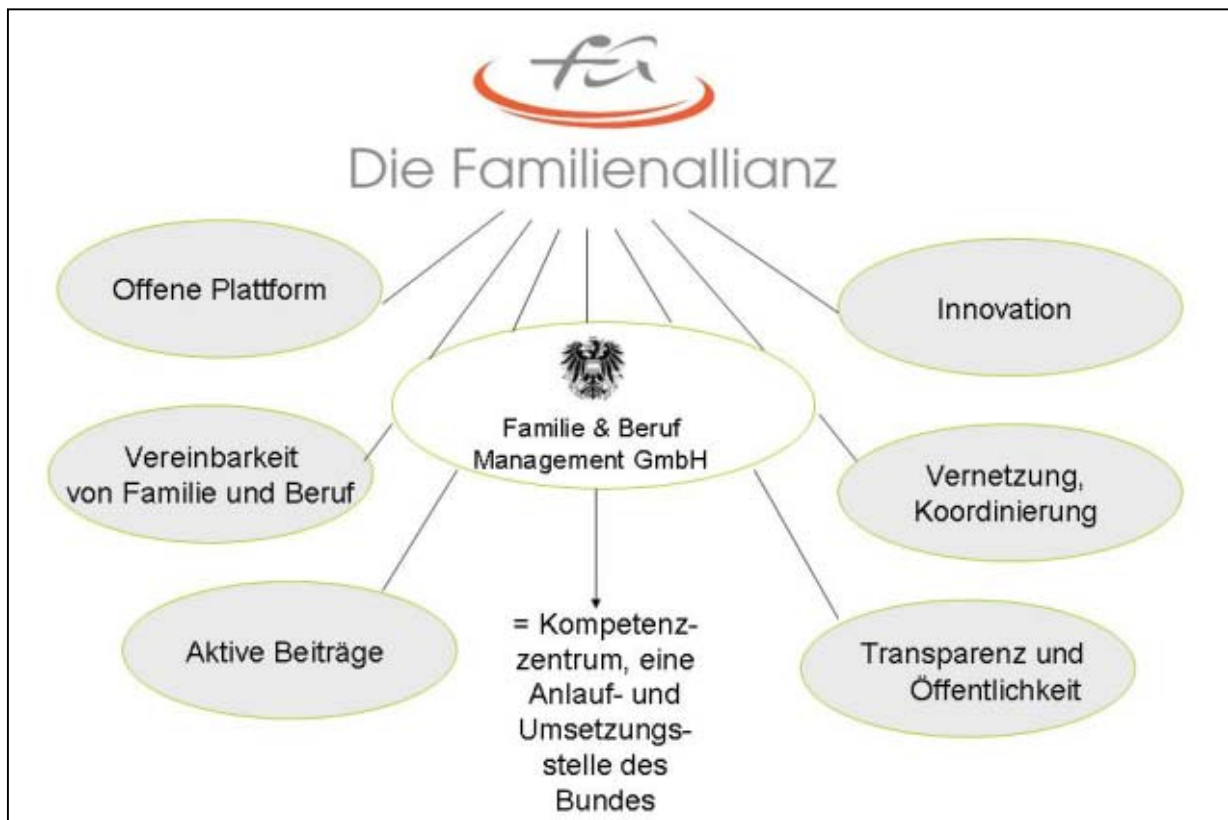 fa
Die Familienallianz
Offene Plattform
Innovation
Familie & Beruf
Management GmbH
Vereinbarkeit
von Familie und Beruf
Vernetzung,
Koordinierung
Aktive Beiträge
= Kompetenz-
zentrum, eine
Anlauf- und
Umsetzungs-
stelle des
Bundes
Transparenz und
Öffentlichkeit